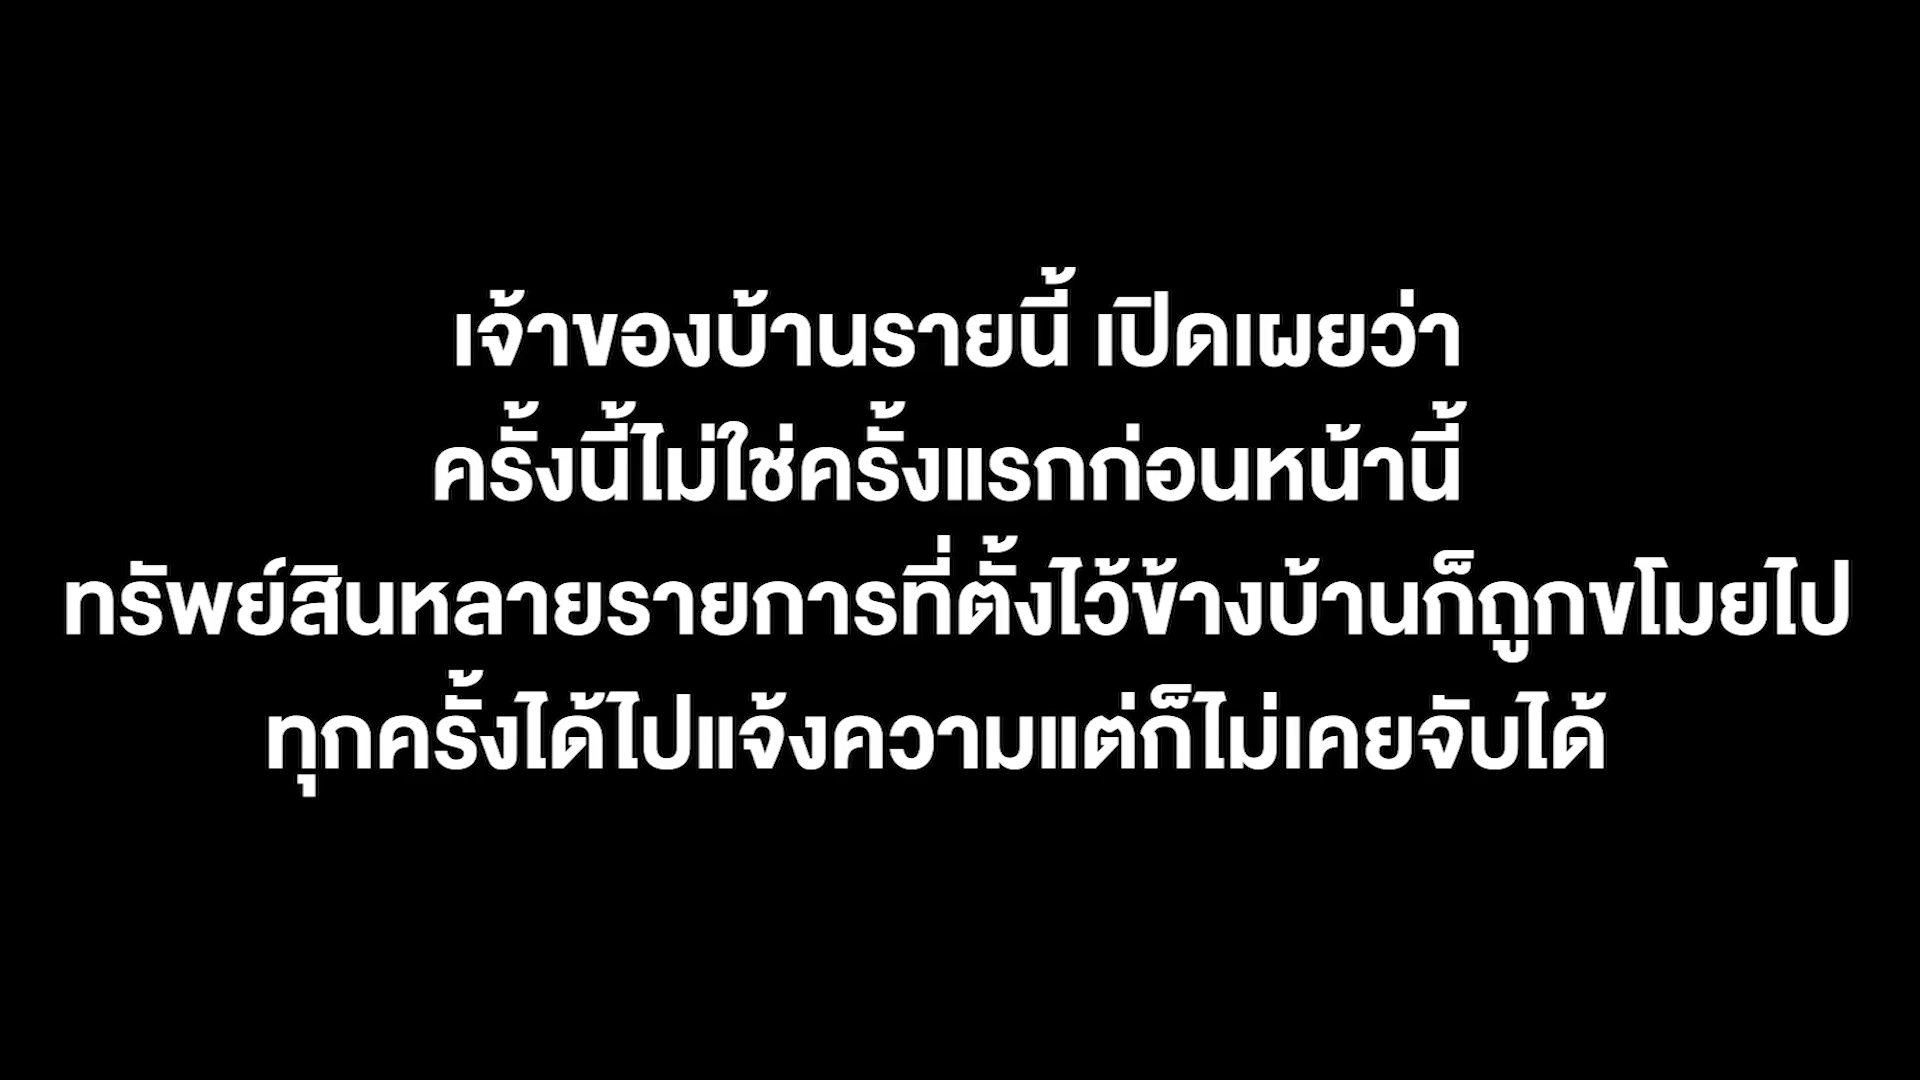 เจ้าของบ้านรายนี้ เปิดเผยว่า
ครั้งนี้ไม่ใช่ครั้งแรกก่อนหน้านี้
ทรัพย์สินหลายรายการที่ตั้งไว้ข้างบ้านก็ถูกขโมยไป
ทุกครั้งได้ไปแจ้งความแต่ก็ไม่เคยจับได้